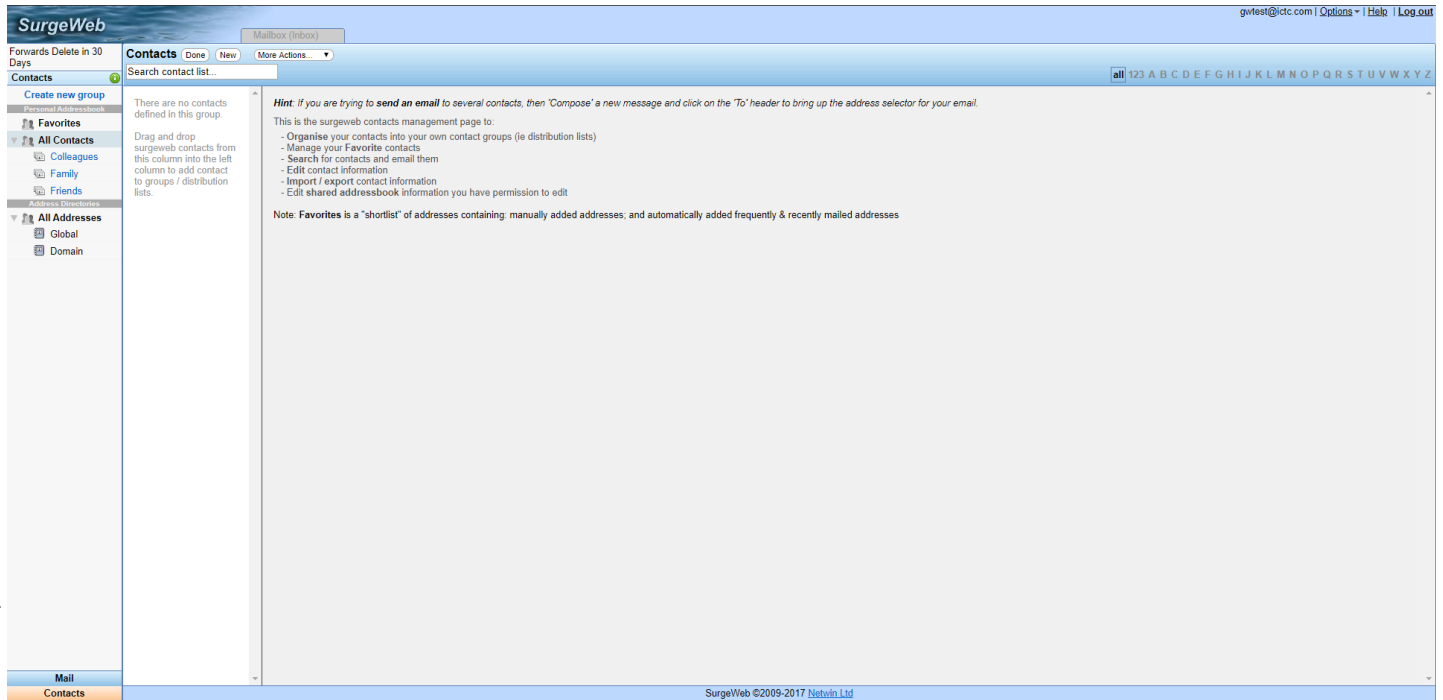 SurgeWeb
gwtest@ictc.com | Options | Help | Log out
Mailbox (Inbox)
Forwards Delete in 30
Days
Contacts
Create new group
Personal Addressbook
Favorites
All Contacts
Colleagues
Family
Friends
Address Directories
All Addresses
Global
Domain
Mail
Contacts
Contacts Done New More Actions...
Search contact list...
all 123 A B C D E F G H I J K L M N O P Q R S T U V W X Y Z
There are no contacts
defined in this group.
Drag and drop
surgeweb contacts from
this column into the left
column to add contact
to groups / distribution
lists.
Hint: If you are trying to send an email to several contacts, then 'Compose' a new message and click on the 'To' header to bring up the address selector for your email.
This is the surgeweb contacts management page to:
- Organise your contacts into your own contact groups (ie distribution lists)
- Manage your Favorite contacts
- Search for contacts and email them
- Edit contact information
- Import / export contact information
- Edit shared addressbook information you have permission to edit
Note: Favorites is a "shortlist" of addresses containing: manually added addresses; and automatically added frequently & recently mailed addresses
SurgeWeb ©2009-2017 Netwin Ltd